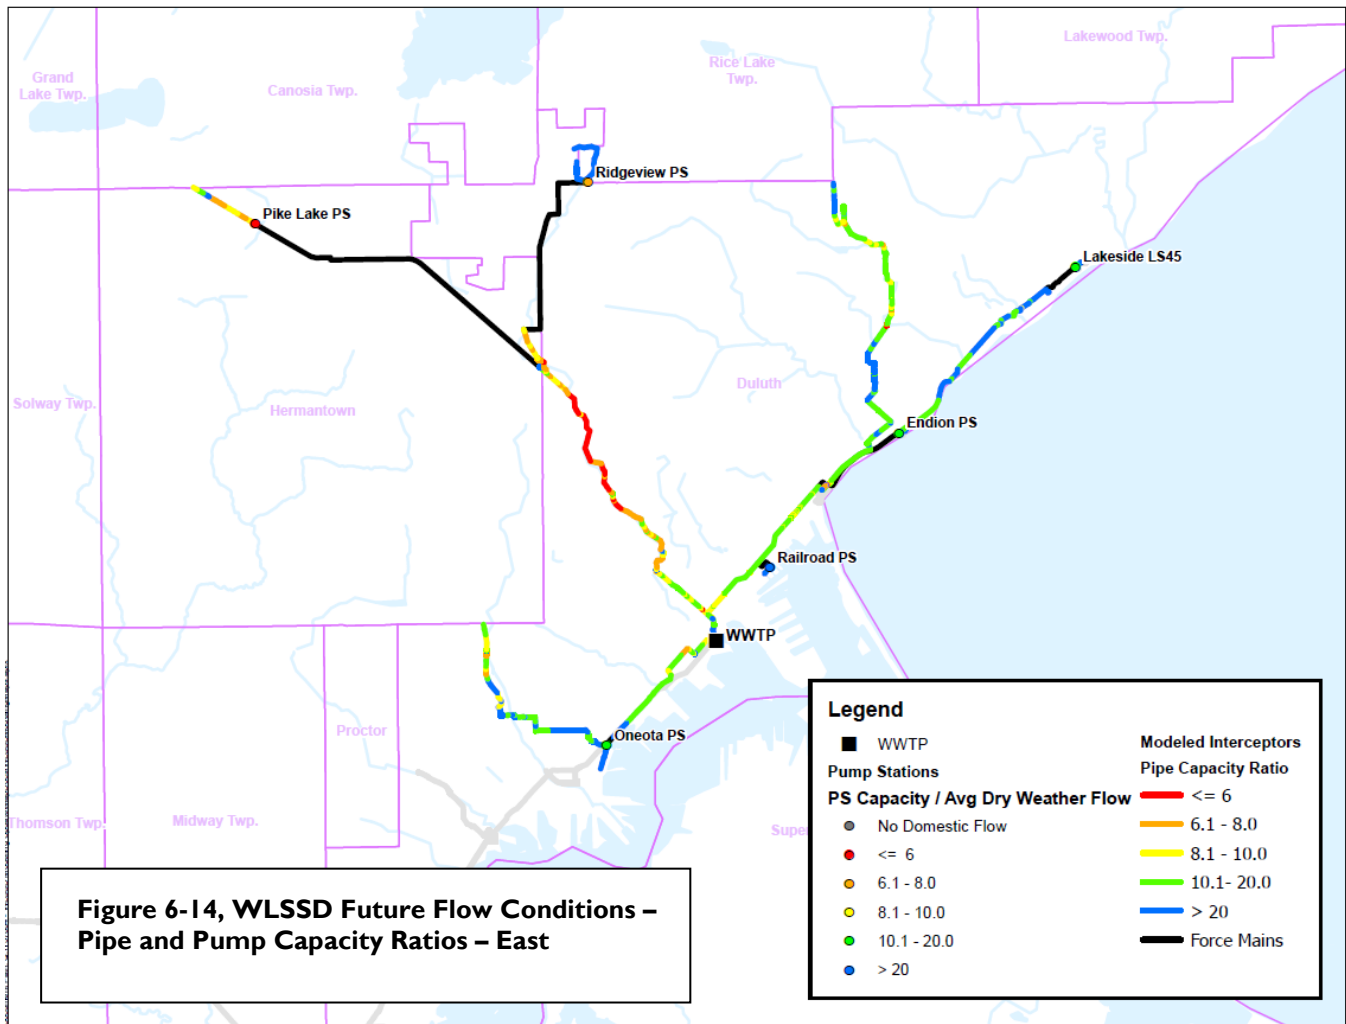 Lakewood Twp.
Rice Lake
Twp.
Grand
Lake Twp.
Canosia Twp.
Ridgeview PS
Pike Lake PS
Lakeside LS45
Duluth
Solway Twp.
Hermantown
Endion PS
Railroad PS
WWTP
Proctor
Oneota PS
Thomson Twp.
Midway Twp.
Super
Legend
WWTP
Pump Stations
PS Capacity / Avg Dry Weather Flow
No Domestic Flow
<= 6
6.1 - 8.0
8.1 - 10.0
10.1 - 20.0
> 20
Modeled Interceptors
Pipe Capacity Ratio
<= 6
6.1 - 8.0
8.1 - 10.0
10.1- 20.0
> 20
Force Mains
Figure 6-14, WLSSD Future Flow Conditions –
Pipe and Pump Capacity Ratios – East